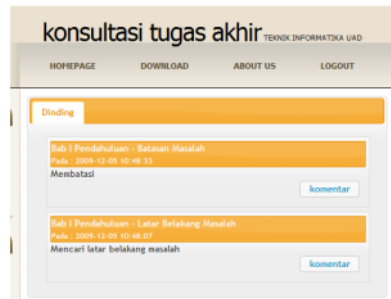 konsultasi tugas akhir TEKNIK INFORMATIKA UAD
HOMEPAGE DOWNLOAD ABOUT US LOGOUT
Dinding
Bab I Pendahuluan - Batasan Masalah
Pada : 2009-12-05 10:48:33
Membatasi
komentar
Bab I Pendahuluan - Latar Belakang Masalah
Pada : 2009-12-05 10:48:07
Mencari latar belakang masalah
komentar